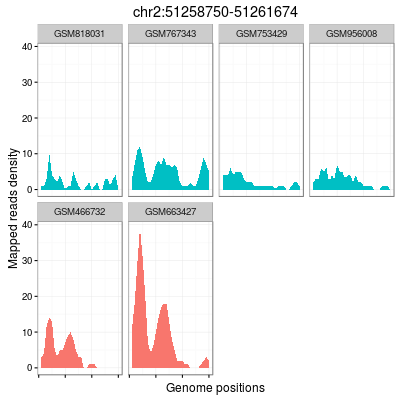 chr2:51258750-51261674
GSM818031 GSM767343 GSM753429 GSM956008
40
30
20
10
0
Mapped reads density
GSM466732 GSM663427
40
30
20
10
0
Genome positions